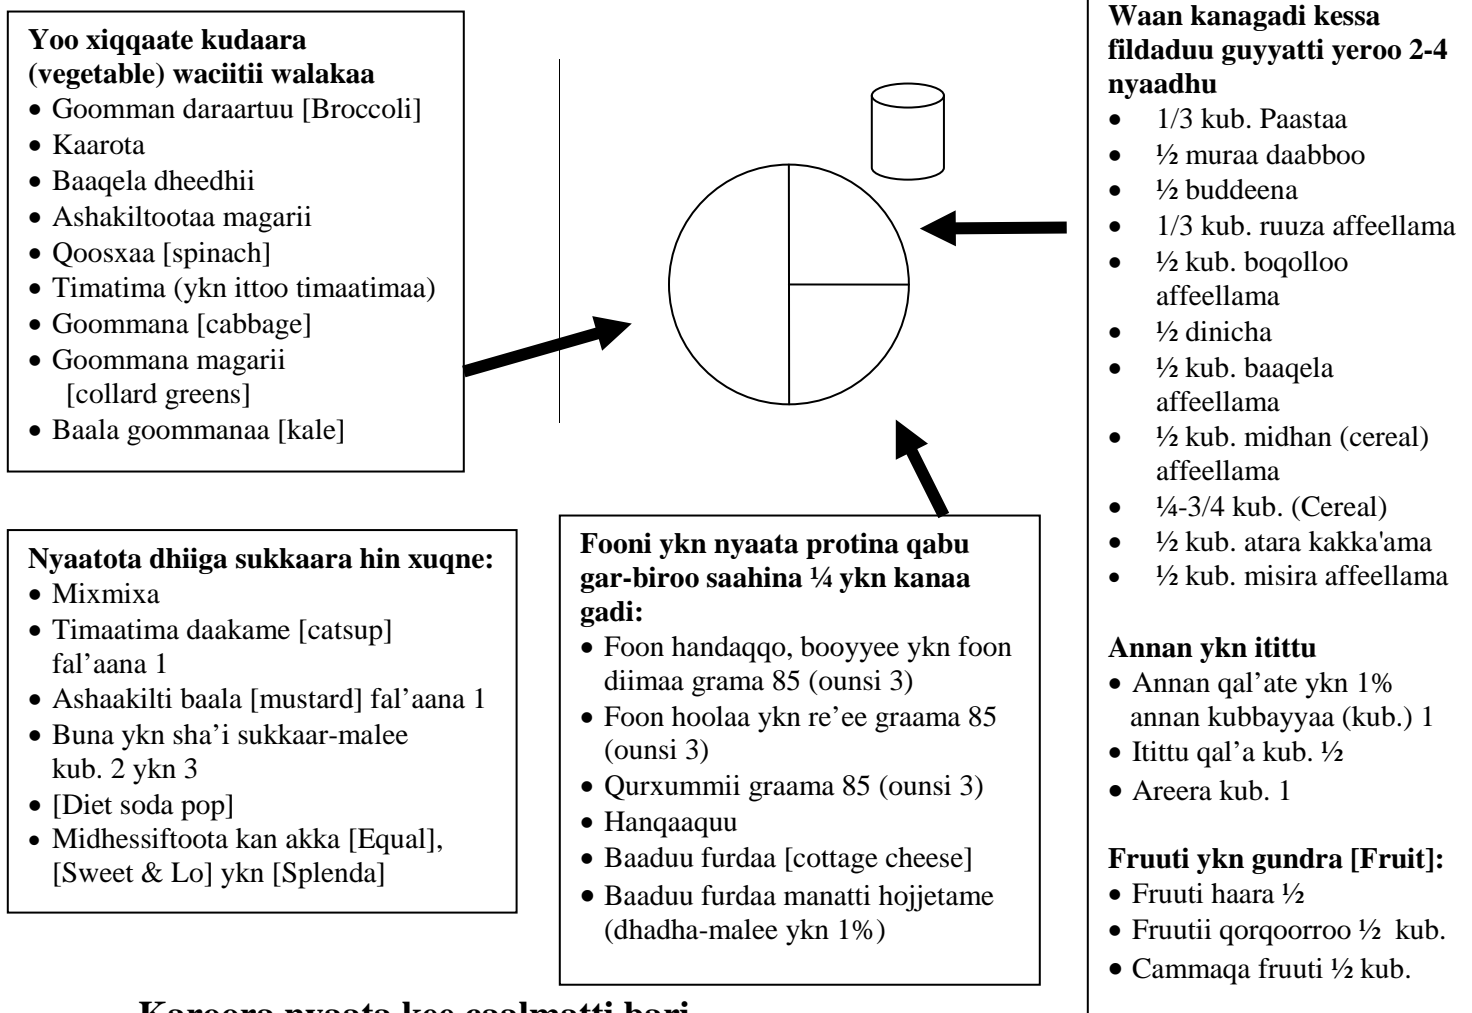 Yoo xiqqaate kudaara
(vegetable) waciitii walakaa
• Goomman daraartuu [Broccoli]
• Kaarota
• Baaqela dheedhii
• Ashakiltootaa magarii
• Qoosxaa [spinach]
• Timatima (ykn ittoo timaatimaa)
• Goommana [cabbage]
• Goommana magarii
[collard greens]
• Baala goommanaa [kale]
Nyaatota dhiiga sukkaara hin xuqne:
• Mixmixa
• Timaatima daakame [catsup]
fal’aana 1
• Ashaakilti baala [mustard] fal’aana 1
• Buna ykn sha’i sukkaar-malee
kub. 2 ykn 3
• [Diet soda pop]
• Midhessiftoota kan akka [Equal],
[Sweet & Lo] ykn [Splenda]
Fooni ykn nyaata protina qabu
gar-biroo saahina ¼ ykn kanaa
gadi:
• Foon handaqqo, booyyee ykn foon
diimaa grama 85 (ounsi 3)
• Foon hoolaa ykn re’ee graama 85
(ounsi 3)
• Qurxummii graama 85 (ounsi 3)
• Hanqaaquu
• Baaduu furdaa [cottage cheese]
• Baaduu furdaa manatti hojjetame
(dhadha-malee ykn 1%)
Waan kanagadi kessa
fildaduu guyyatti yeroo 2-4
nyaadhu
• 1/3 kub. Paastaa
• ½ muraa daabboo
• ½ buddeena
• 1/3 kub. ruuza affeellama
• ½ kub. boqolloo
affeellama
• ½ dinicha
• ½ kub. baaqela
affeellama
• ½ kub. midhan (cereal)
affeellama
• ¼-3/4 kub. (Cereal)
• ½ kub. atara kakka'ama
• ½ kub. misira affeellama
Annan ykn itittu
• Annan qal’ate ykn 1%
annan kubbayyaa (kub.) 1
• Itittu qal’a kub. ½
• Areera kub. 1
Fruuti ykn gundra [Fruit]:
• Fruuti haara ½
• Fruutii qorqoorroo ½ kub.
• Cammaqa fruuti ½ kub.
Kareera nyaata kee caalmatti bari